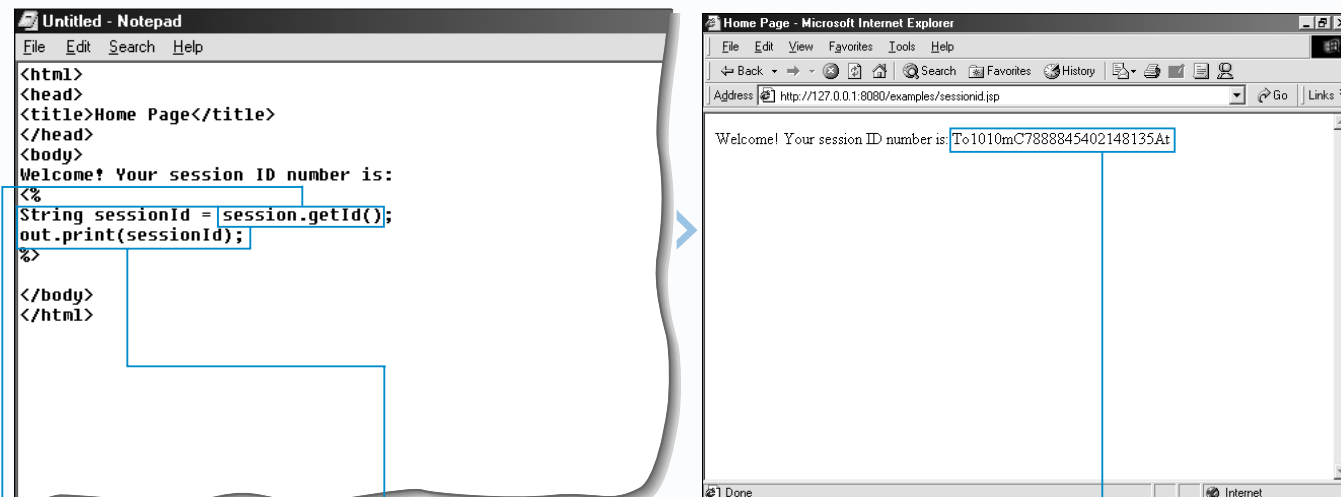 Untitled - Notepad
File Edit Search Help
<html>
<head>
<title>Home Page</title>
</head>
<body>
Welcome! Your session ID number is:
<%
String sessionId = session.getId();
out.print(sessionId);
%>
</body>
</html>
Home Page - Microsoft Internet Explorer
File Edit View Favorites Tools Help
Back Search Favorites History
Address http://127.0.0.1:8080/examples/sessionid.jsp Go Links
Welcome! Your session ID number is: To1010mC7888845402148135At
Done Internet